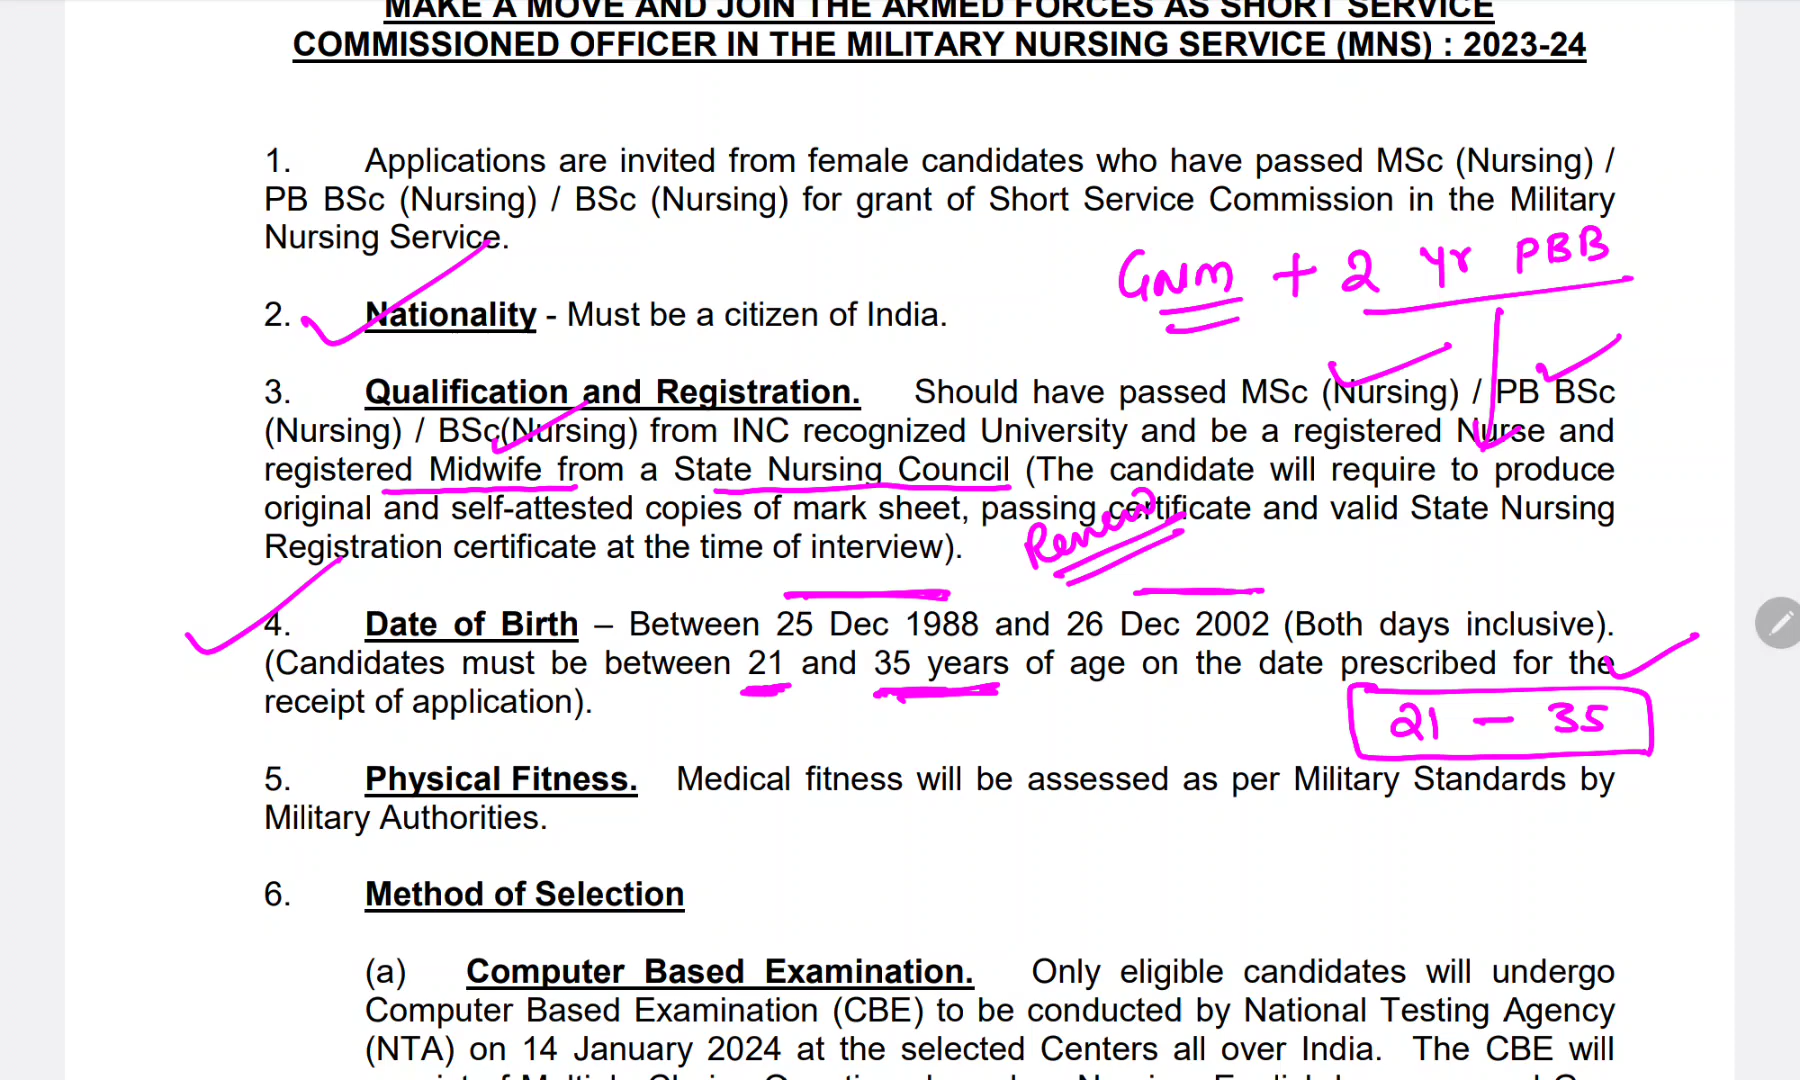 MAKE A MOVE AND JOIN THE ARMED FORCES AS SHORT SERVICE
COMMISSIONED OFFICER IN THE MILITARY NURSING SERVICE (MNS) : 2023-24
1. Applications are invited from female candidates who have passed MSc (Nursing) /
PB BSc (Nursing) / BSc (Nursing) for grant of Short Service Commission in the Military
Nursing Service.
GNM + 2 yr PBB
2. Nationality - Must be a citizen of India.
3. Qualification and Registration. Should have passed MSc (Nursing) / PB BSc
(Nursing) / BSc(Nursing) from INC recognized University and be a registered Nurse and
registered Midwife from a State Nursing Council (The candidate will require to produce
original and self-attested copies of mark sheet, passing certificate and valid State Nursing
Registration certificate at the time of interview).
4. Date of Birth – Between 25 Dec 1988 and 26 Dec 2002 (Both days inclusive).
(Candidates must be between 21 and 35 years of age on the date prescribed for the
receipt of application).
21 - 35
5. Physical Fitness. Medical fitness will be assessed as per Military Standards by
Military Authorities.
6. Method of Selection
(a) Computer Based Examination. Only eligible candidates will undergo
Computer Based Examination (CBE) to be conducted by National Testing Agency
(NTA) on 14 January 2024 at the selected Centers all over India. The CBE will